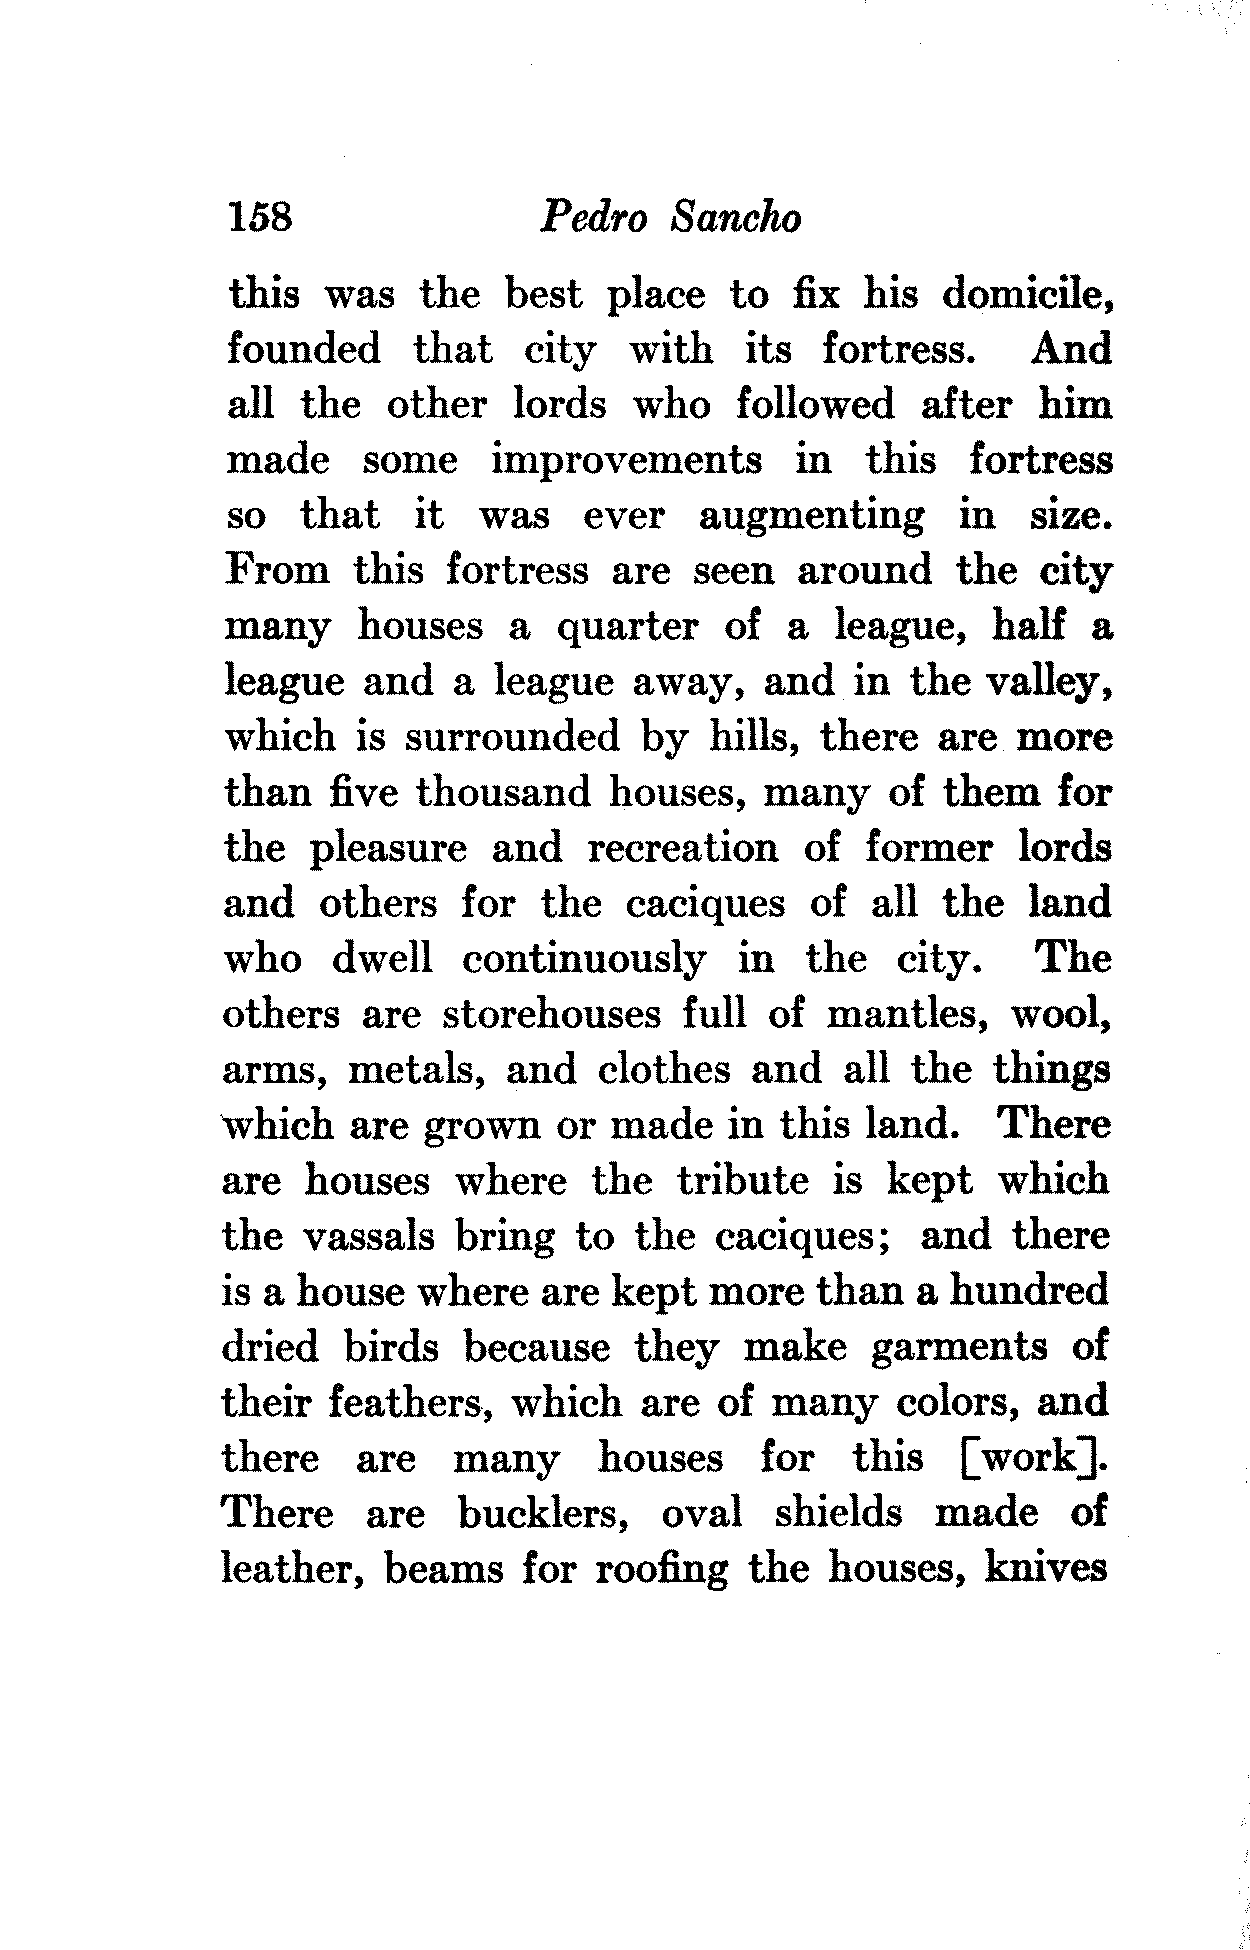 158 Pedro Sancho
this was the best place to fix his domicile,
founded that city with its fortress. And
all the other lords who followed after him
made some improvements in this fortress
so that it was ever augmenting in size.
From this fortress are seen around the city
many houses a quarter of a league, half a
league and a league away, and in the valley,
which is surrounded by hills, there are more
than five thousand houses, many of them for
the pleasure and recreation of former lords
and others for the caciques of all the land
who dwell continuously in the city. The
others are storehouses full of mantles, wool,
arms, metals, and clothes and all the things
which are grown or made in this land. There
are houses where the tribute is kept which
the vassals bring to the caciques; and there
is a house where are kept more than a hundred
dried birds because they make garments of
their feathers, which are of many colors, and
there are many houses for this [work].
There are bucklers, oval shields made of
leather, beams for roofing the houses, knives